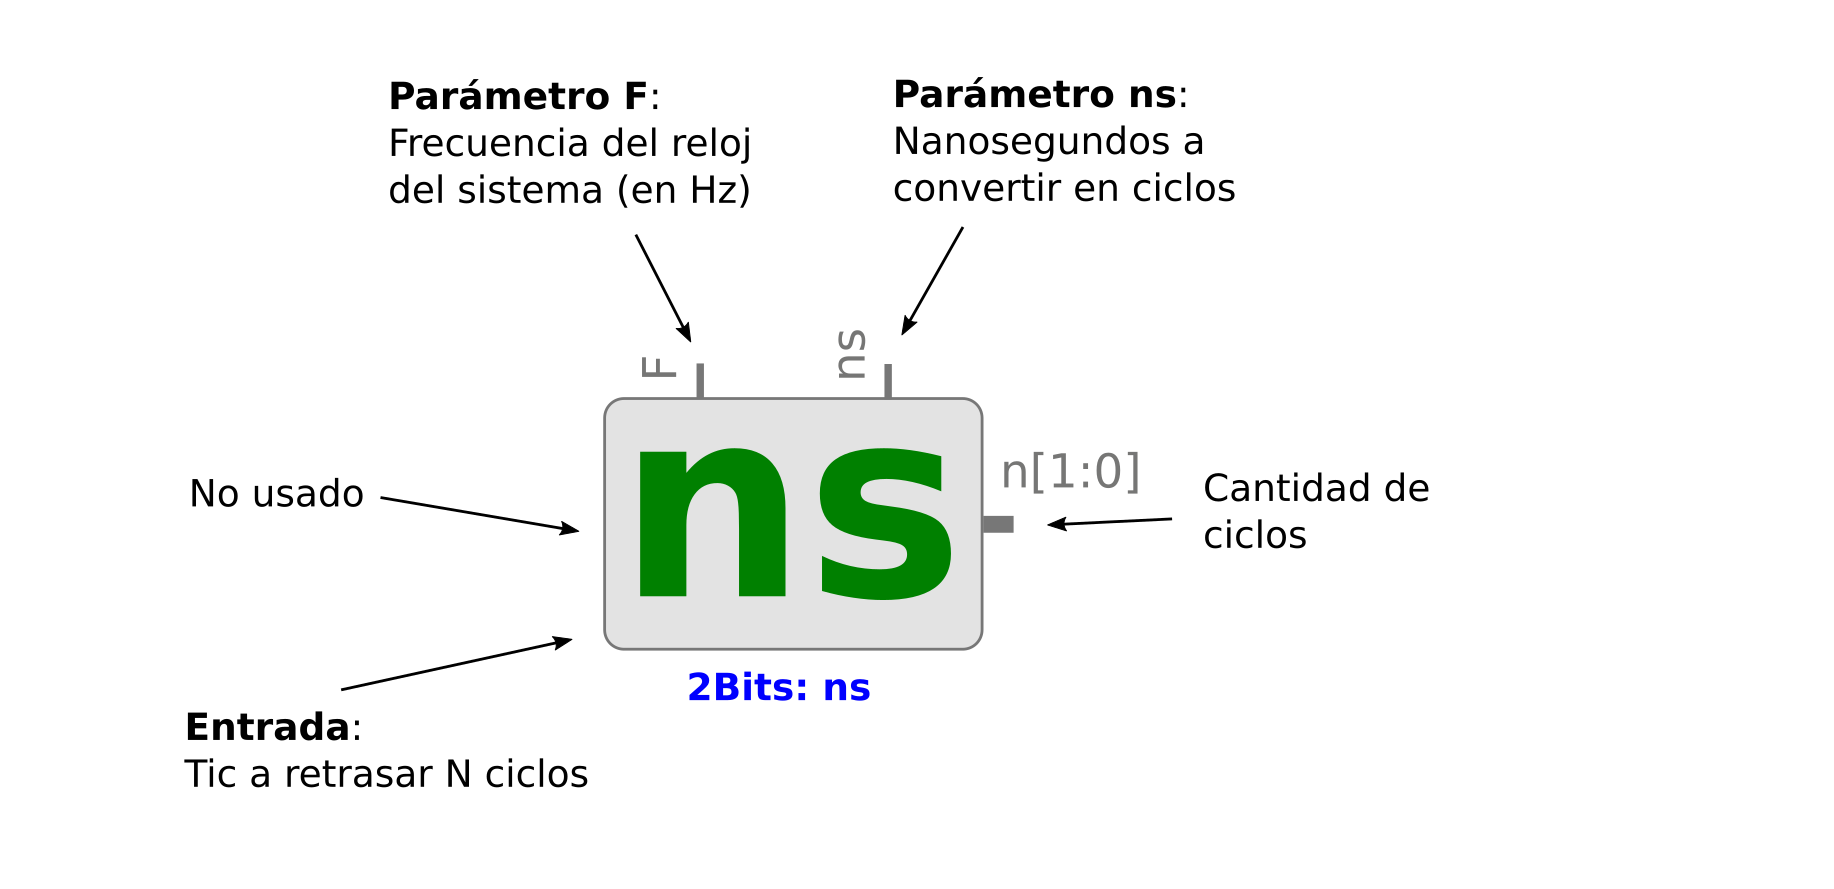 Parámetro F:
Frecuencia del reloj
del sistema (en Hz)
Parámetro ns:
Nanosegundos a
convertir en ciclos
F
ns
ns
n[1:0]
No usado
Cantidad de
ciclos
2Bits: ns
Entrada:
Tic a retrasar N ciclos